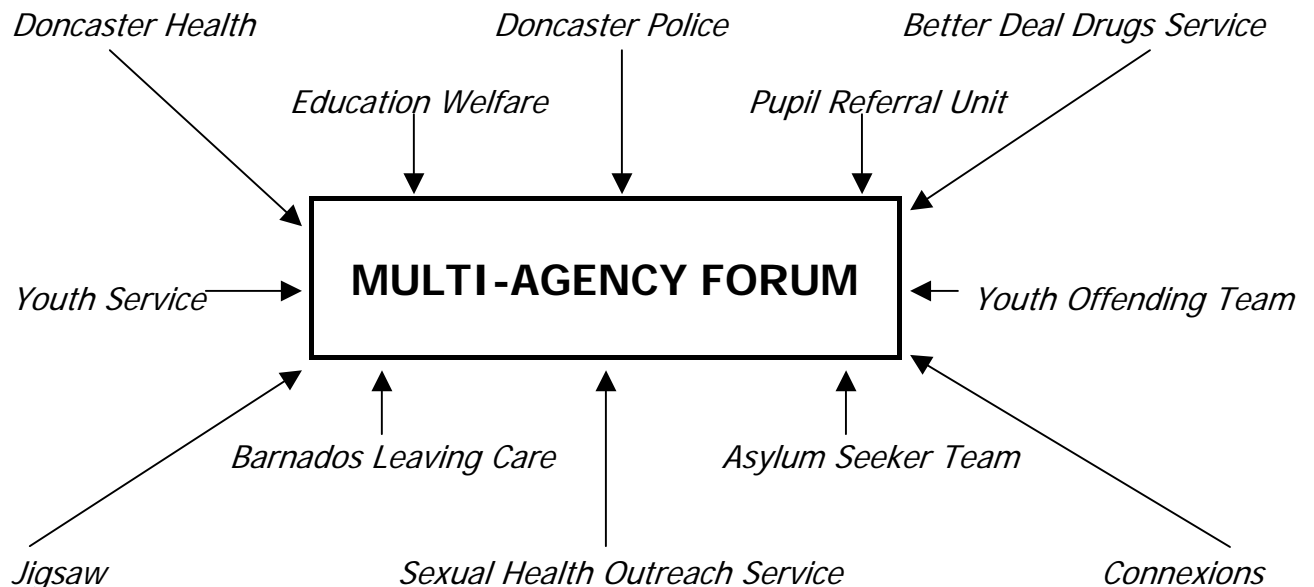 Doncaster Health Doncaster Police Better Deal Drugs Service
Education Welfare Pupil Referral Unit
MULTI-AGENCY FORUM
Youth Service Youth Offending Team
Barnados Leaving Care Asylum Seeker Team
Jigsaw Sexual Health Outreach Service Connexions